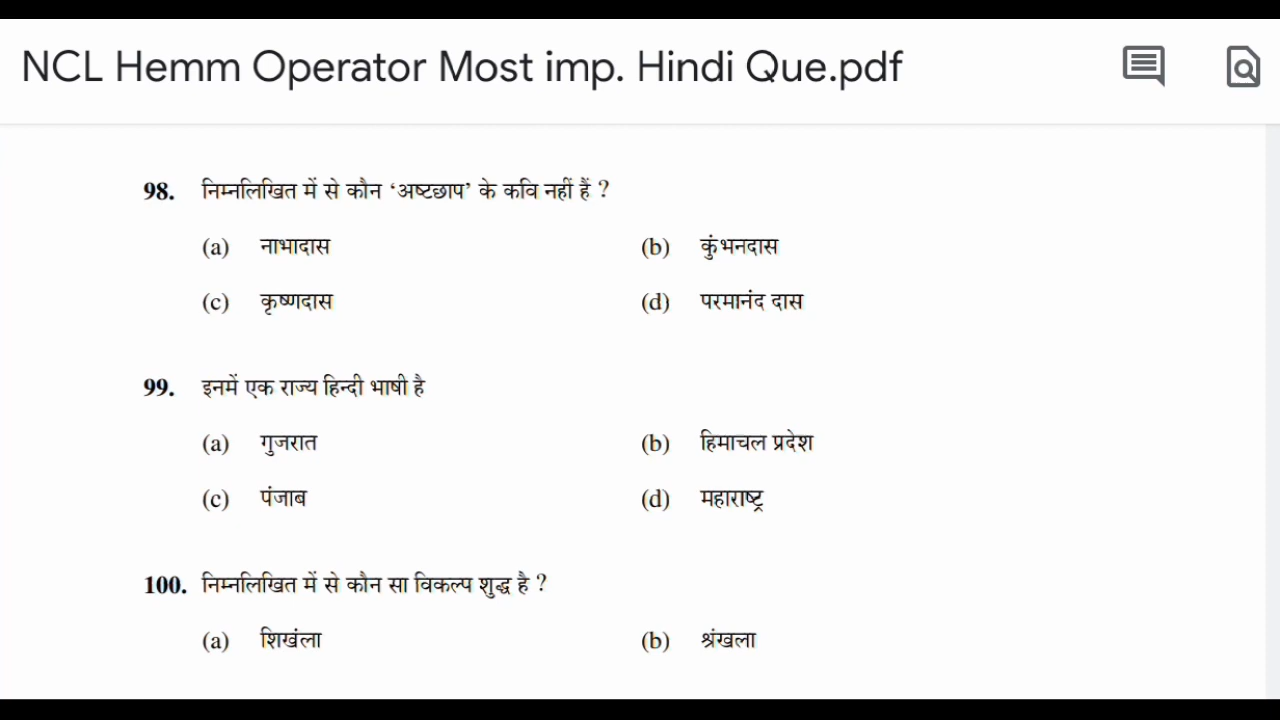 NCL Hemm Operator Most imp. Hindi Que.pdf
98. निम्नलिखित में से कौन ‘अष्टछाप’ के कवि नहीं हैं ?
(a) नाभादास (b) कुंभनदास
(c) कृष्णदास (d) परमानंद दास
99. इनमें एक राज्य हिन्दी भाषी है
(a) गुजरात (b) हिमाचल प्रदेश
(c) पंजाब (d) महाराष्ट्र
100. निम्नलिखित में से कौन सा विकल्प शुद्ध है ?
(a) शिखंला (b) श्रंखला